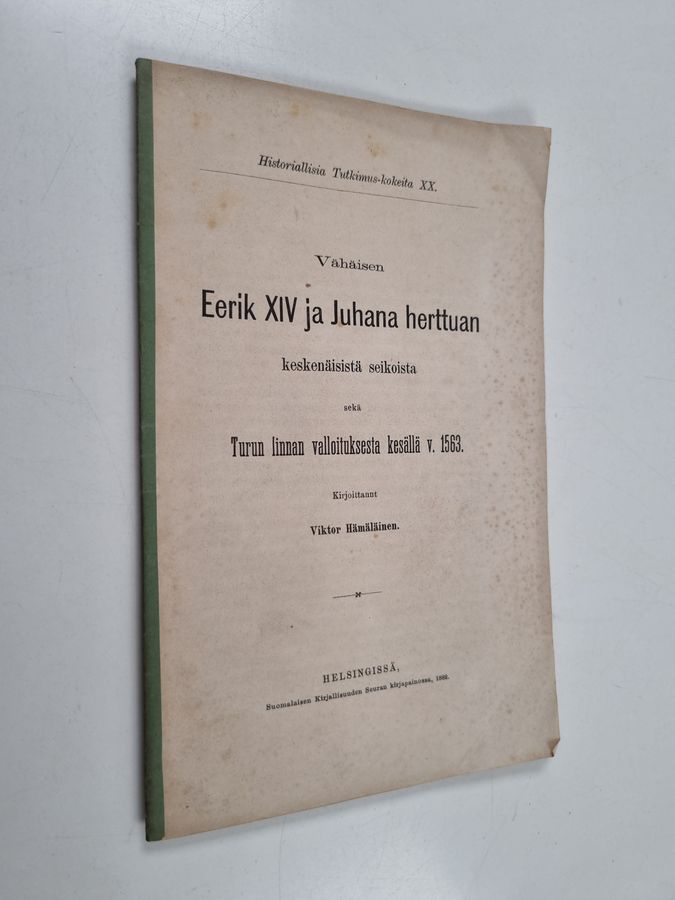 Historiallisia Tutkimus-kokeita XX.
Vähäisen
Eerik XIV ja Juhana herttuan
keskenäisistä seikoista
sekä
Turun linnan valloituksesta kesällä v. 1563.
Kirjoittanut
Viktor Hämäläinen.
HELSINGISSÄ,
Suomalaisen Kirjallisuuden Seuran kirjapainossa, 1882.